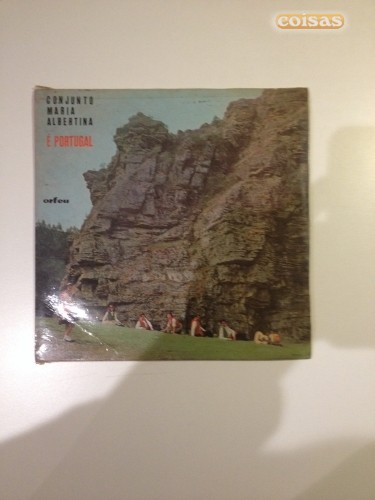 coisas
CONJUNTO
MARIA
ALBERTINA
É PORTUGAL
orfeu